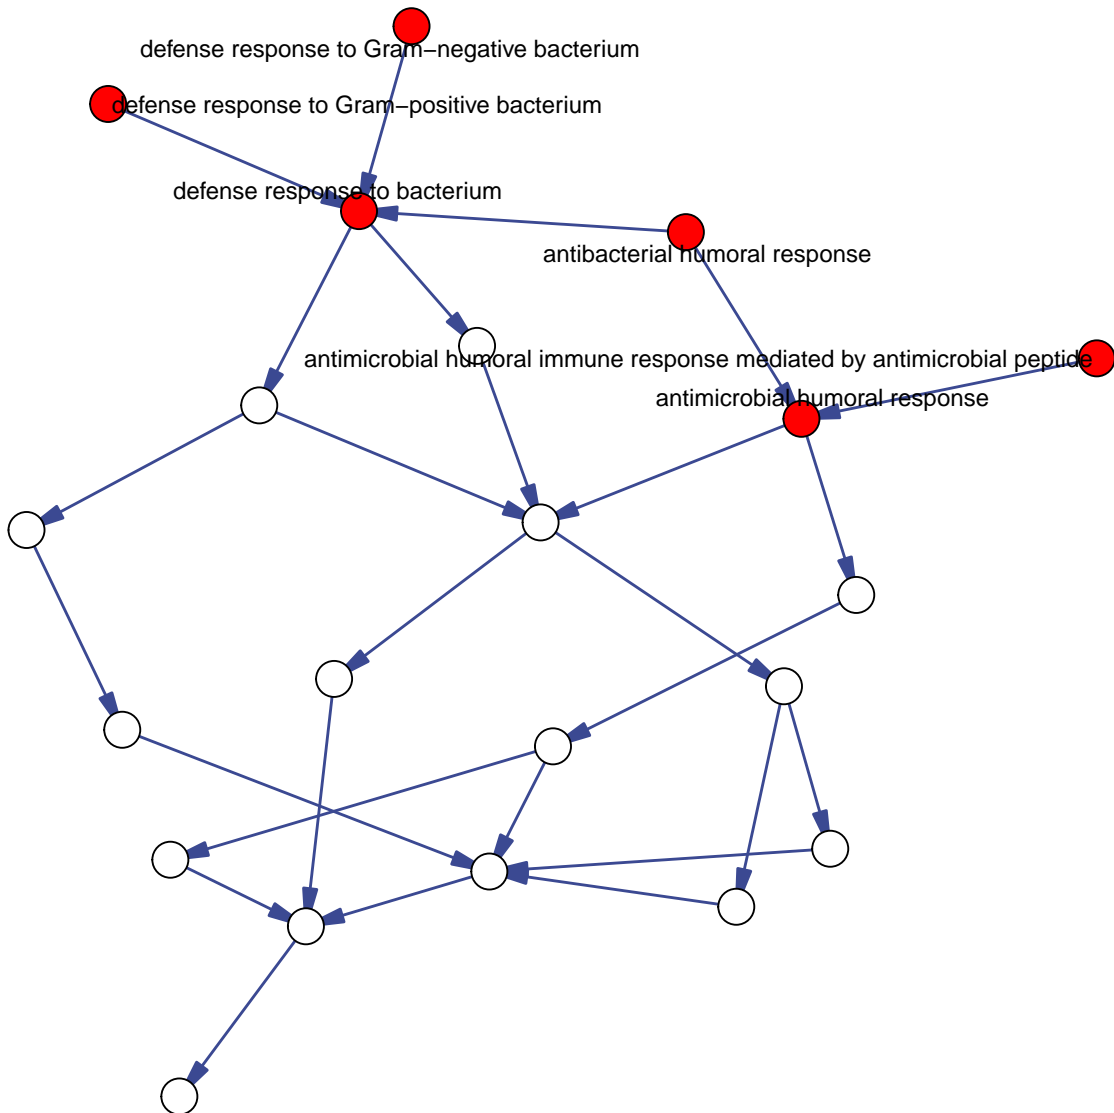 defense response to Gram−negative bacterium
defense response to Gram−positive bacterium
defense response to bacterium
antibacterial humoral response
antimicrobial humoral immune response mediated by antimicrobial peptide
antimicrobial humoral response